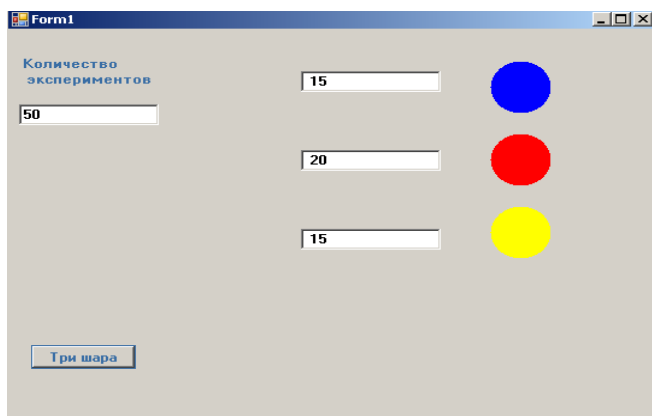 Form1
Количество
экспериментов
50
15
20
15
Три шара